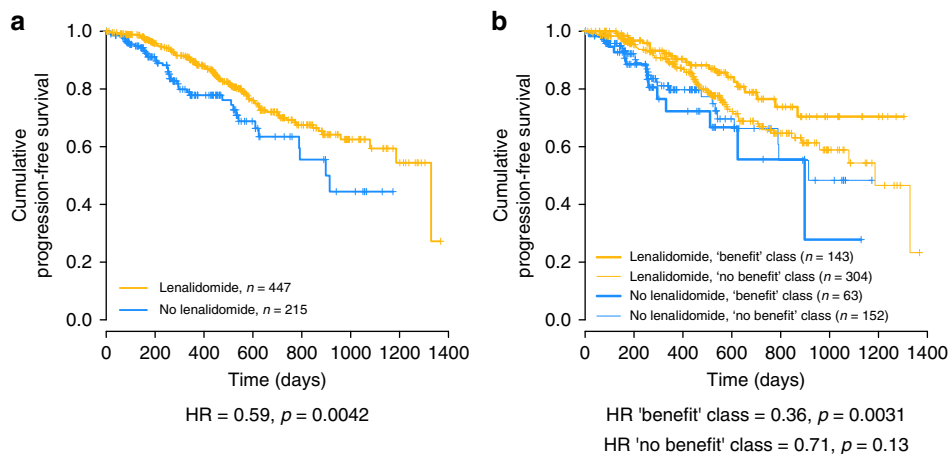 a
Cumulative
progression-free survival
1.0
0.8
0.6
0.4
0.2
0.0
Lenalidomie, n = 447
No lenalidomie, n = 215
0 200 400 600 800 1000 1200 1400
Time (days)
HR = 0.59, p = 0.0042
b
Cumulative
progression-free survival
1.0
0.8
0.6
0.4
0.2
0.0
Lenalidomide, ‘benefit’ class (n = 143)
Lenalidomide, ‘no benefit’ class (n = 304)
No lenalidomide, ‘benefit’ class (n = 63)
No lenalidomide, ‘no benefit’ class (n = 152)
0 200 400 600 800 1000 1200 1400
Time (days)
HR 'benefit' class = 0.36, p = 0.0031
HR 'no benefit' class = 0.71, p = 0.13